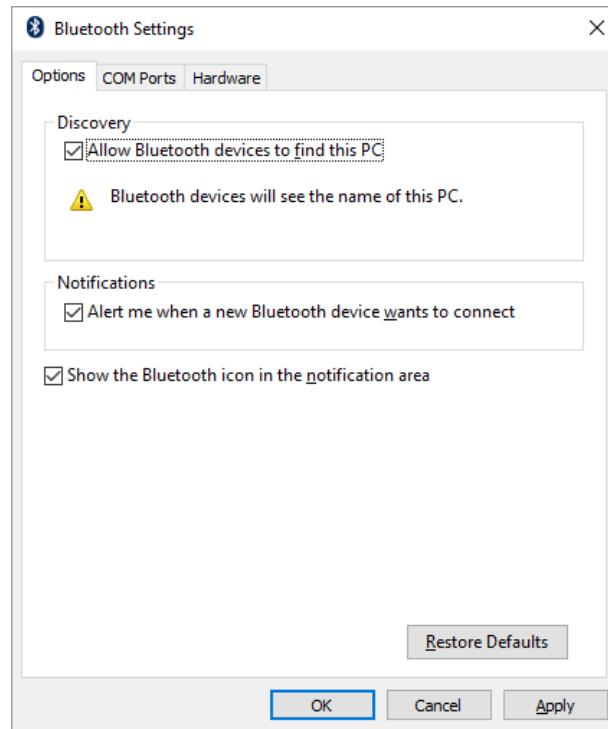 Bluetooth Settings
Options COM Ports Hardware
Discovery
Allow Bluetooth devices to find this PC
Bluetooth devices will see the name of this PC.
Notifications
Alert me when a new Bluetooth device wants to connect
Show the Bluetooth icon in the notification area
Restore Defaults
OK Cancel Apply